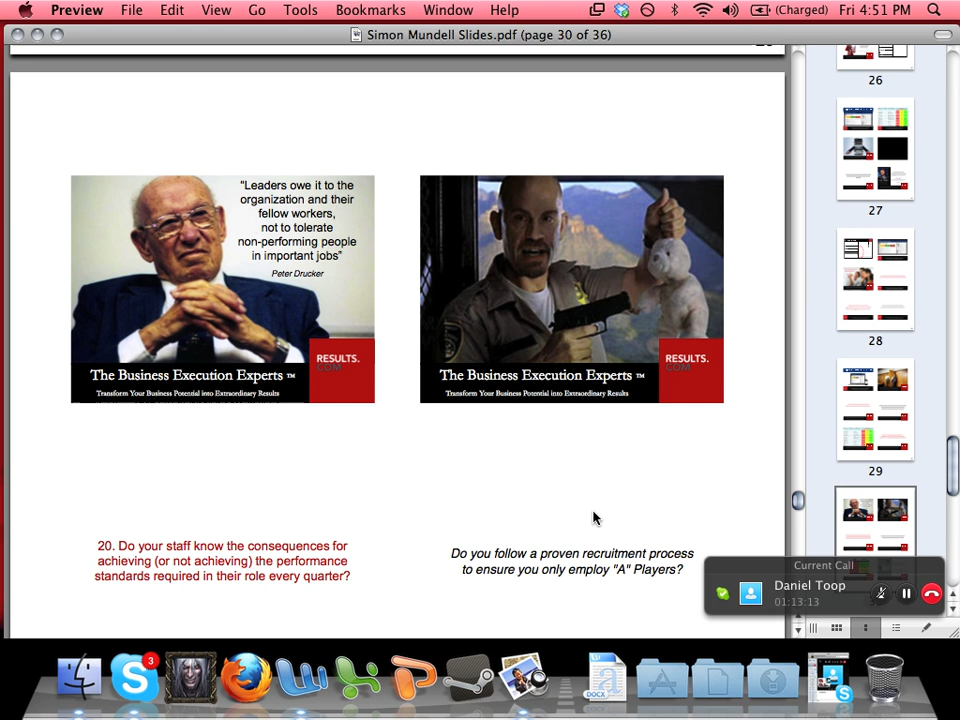 Preview File Edit View Go Tools Bookmarks Window Help (Charged) Fri 4:51 PM
Simon Mundell Slides.pdf (page 30 of 36)
“Leaders owe it to the
organization and their
fellow workers,
not to tolerate
non-performing people
in important jobs”
Peter Drucker
RESULTS.
COM
The Business Execution Experts TM
Transform Your Business Potential into Extraordinary Results
RESULTS.
COM
The Business Execution Experts TM
Transform Your Business Potential into Extraordinary Results
20. Do your staff know the consequences for
achieving (or not achieving) the performance
standards required in their role every quarter?
Do you follow a proven recruitment process
to ensure you only employ "A" Players?
26
27
28
29
Current Call
Daniel Toop
01:13:13
3
DOCX